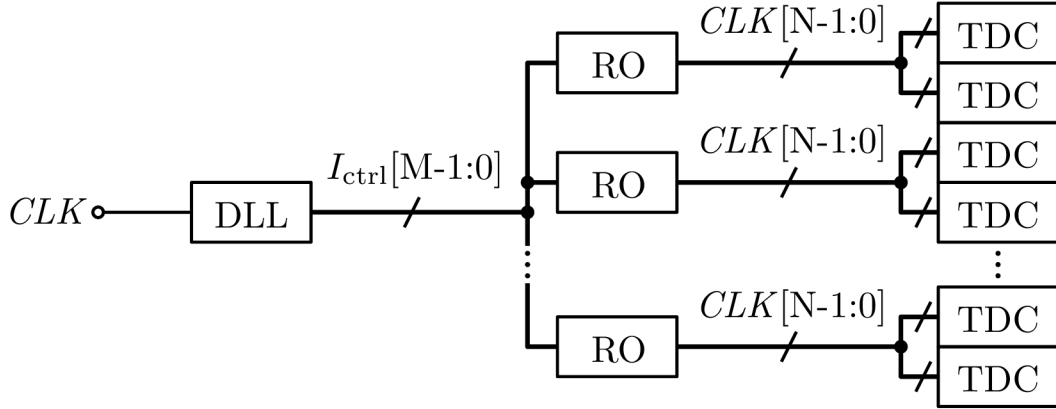 CLK[N-1:0]
RO
TDC
TDC
CLK[N-1:0]
RO
TDC
TDC
I_ctrl[M-1:0]
CLK
DLL
CLK[N-1:0]
RO
TDC
TDC